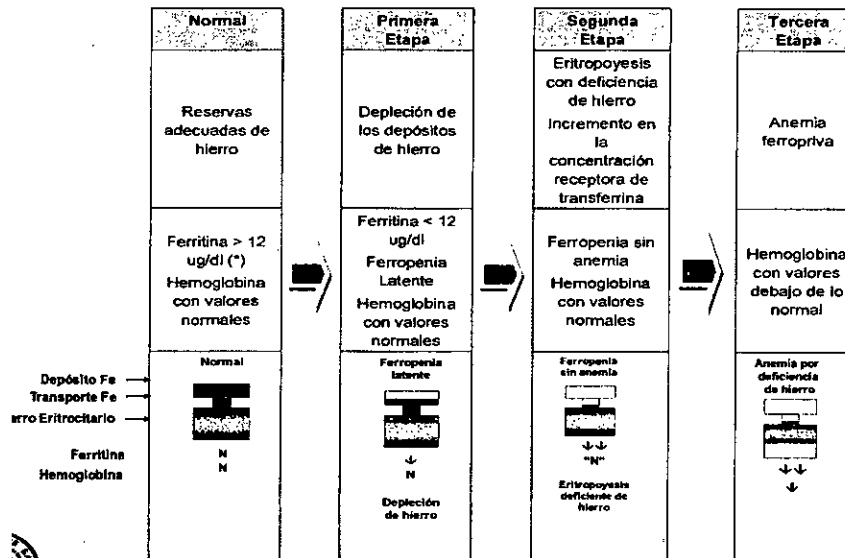 Normal
Primera
Etapa
Segunda
Etapa
Tercera
Etapa
Reservas
adecuadas de
hierro
Depleción de
los depósitos
de hierro
Eritropoyesis
con deficiencia
de hierro
Incremento en
la
concentración
receptora de
transferrina
Anemia
ferropriva
Ferritina > 12
ug/dl (*)
Hemoglobina
con valores
normales
Ferritina < 12
ug/dl
Ferropenia
Latente
Hemoglobina
con valores
normales
Ferropenia sin
anemia
Hemoglobina
con valores
normales
Hemoglobina
con valores
debajo de lo
normal
Depósito Fe
Transporte Fe
erro Eritrocitario
Ferritina
Hemoglobina
Normal
N
N
Ferropenia
latente
↓
N
Depleción
de hierro
Ferropenia
sin anemia
↓ ↓
"N"
Eritropoyesis
deficiente de
hierro
Anemia por
deficiencia
de hierro
↓ ↓
↓